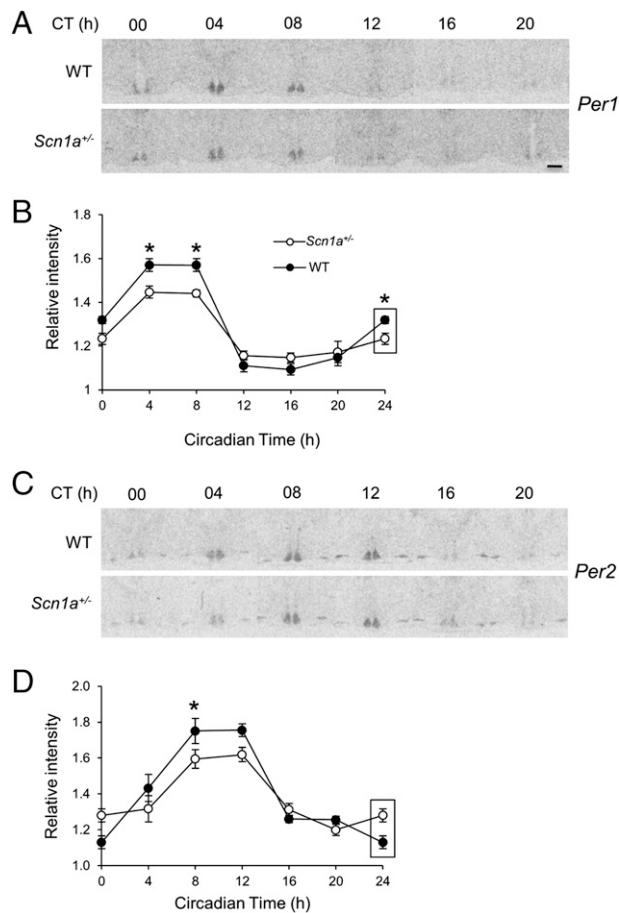 A
CT (h) 00 04 08 12 16 20
WT
Per1
Scn1a+/-
B
Relative intensity
1.8
1.6
1.4
1.2
1
* * *
Scn1a+/-
WT
0 4 8 12 16 20 24
Circadian Time (h)
C
CT (h) 00 04 08 12 16 20
WT
Per2
Scn1a+/-
D
Relative intensity
2.0
1.8
1.6
1.4
1.2
1.0
*
0 4 8 12 16 20 24
Circadian Time (h)